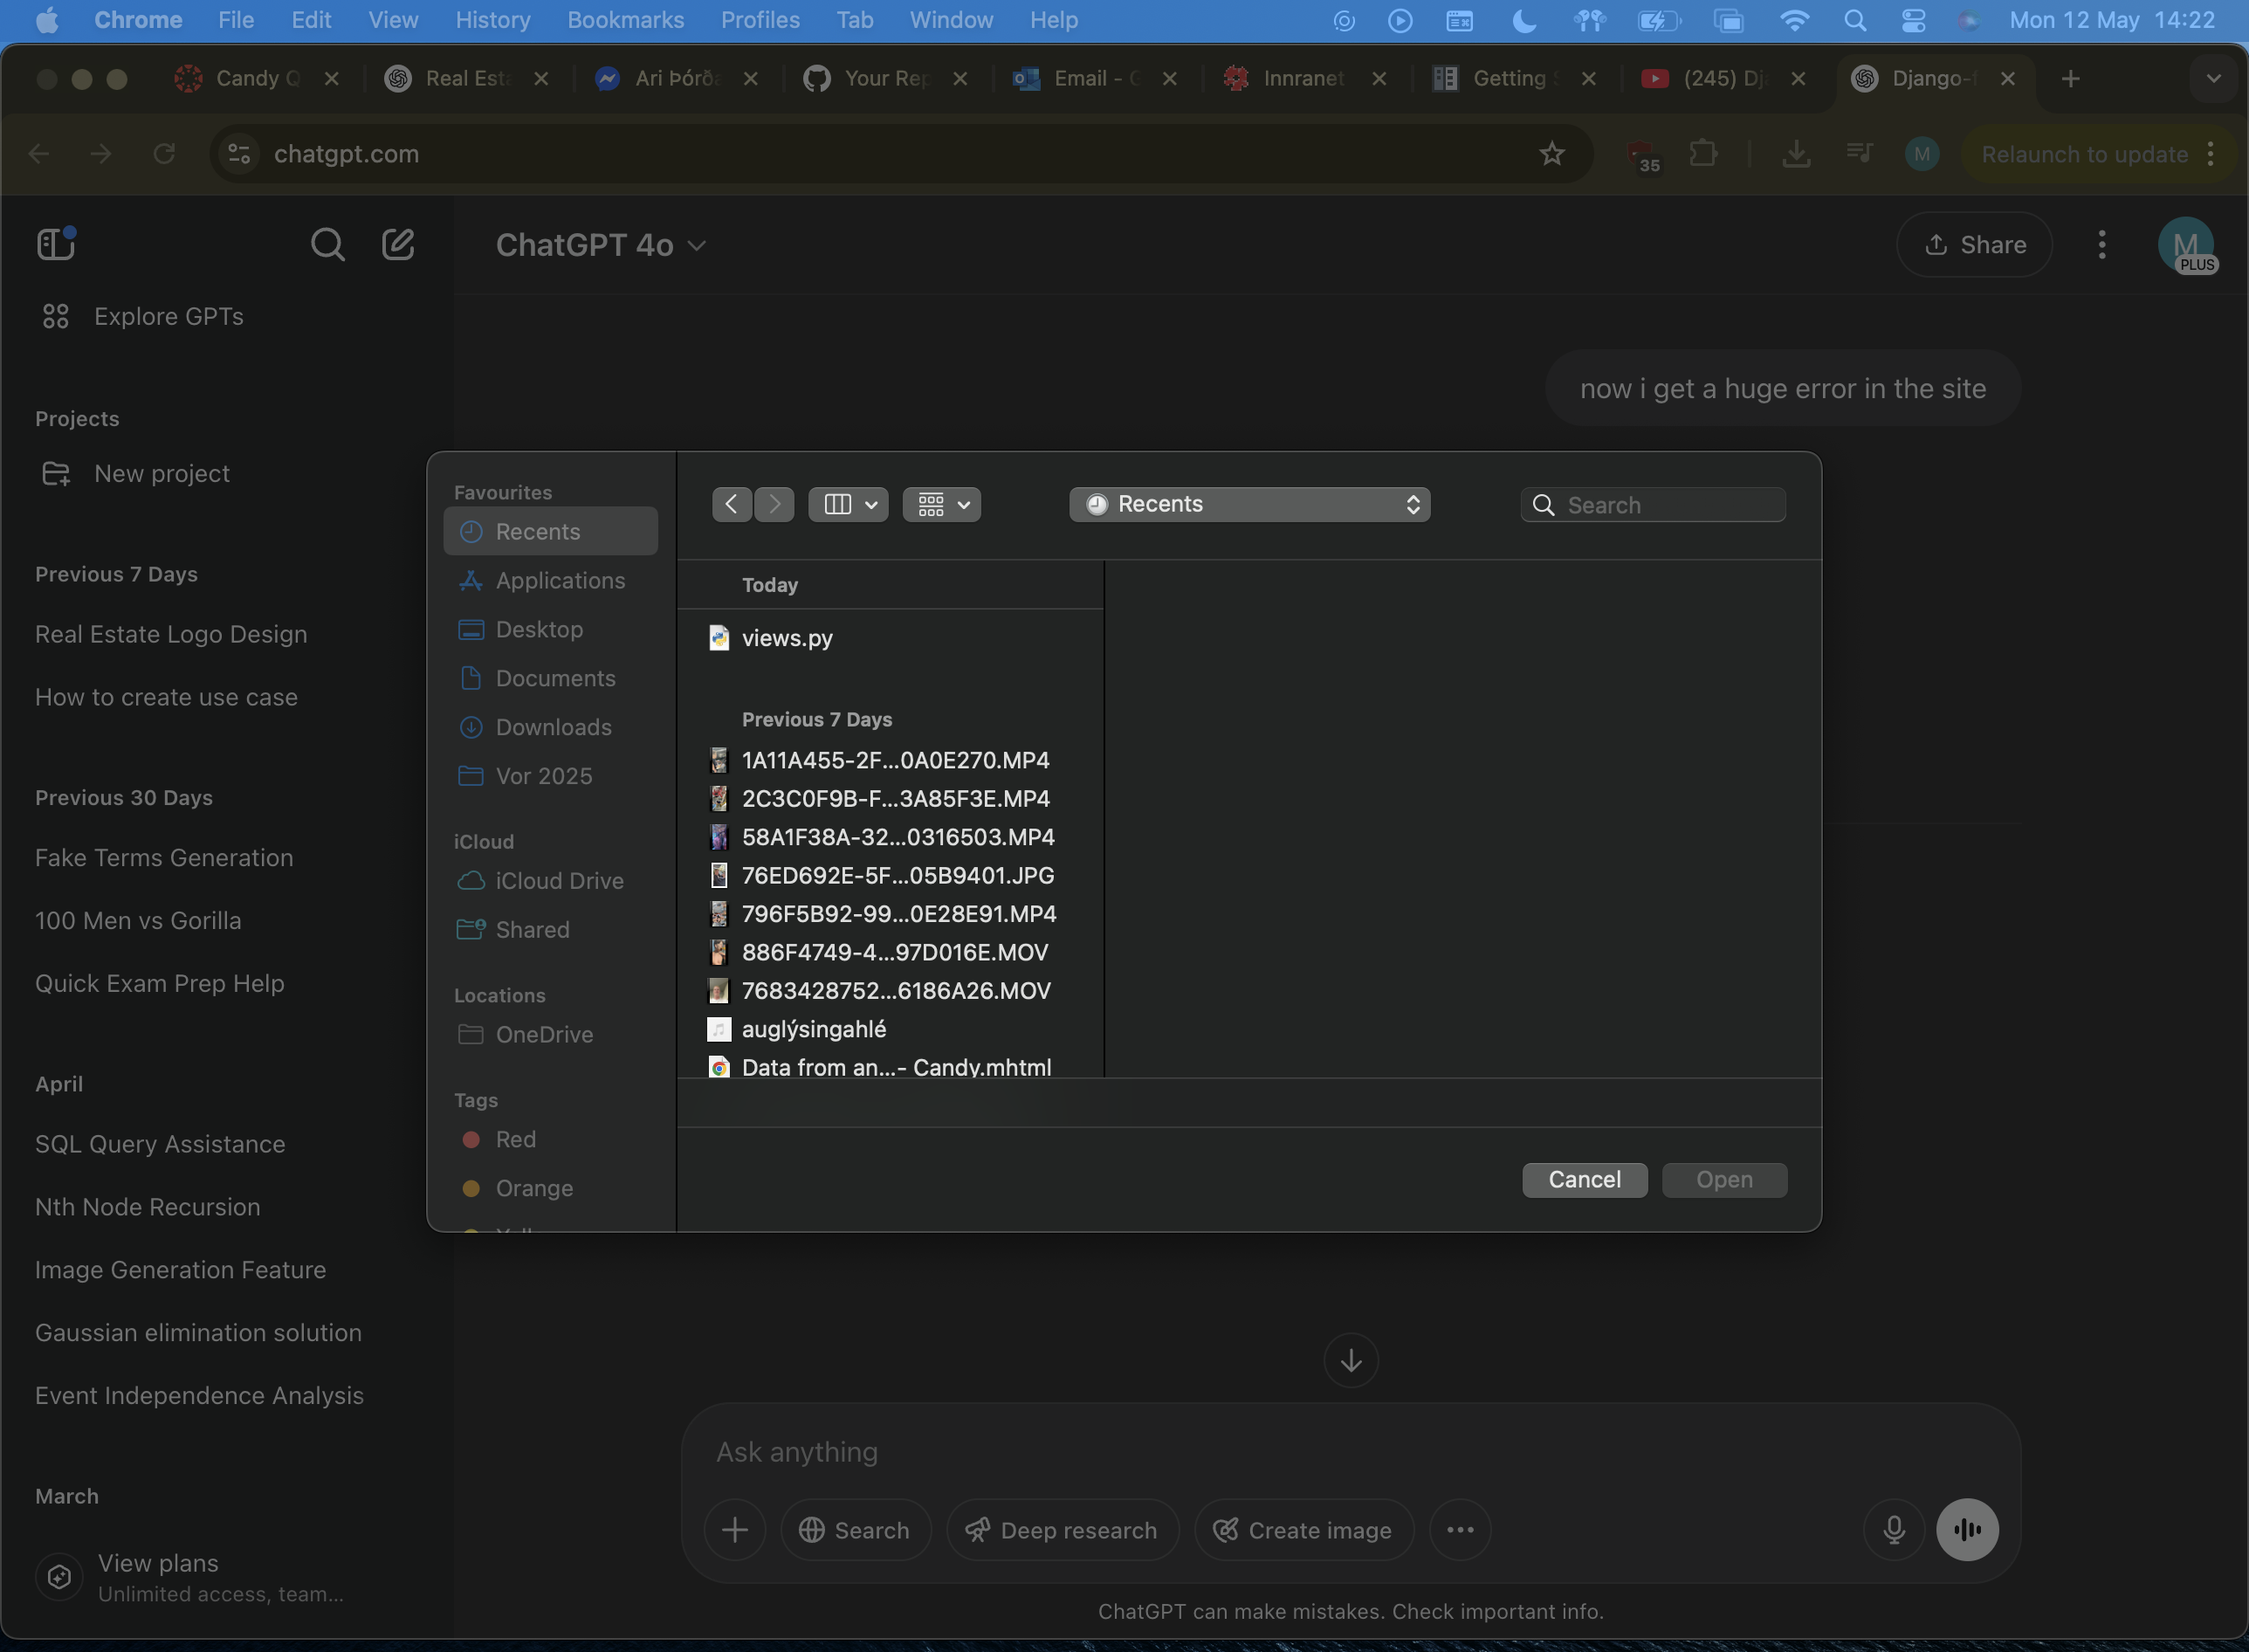 Chrome File Edit View History Bookmarks Profiles Tab Window Help Mon 12 May 14:22
Candy Q Real Esta Ari Þórða Your Rep Email - Innranet Getting (245) Dj Django-f
chatgpt.com 35 M Relaunch to update
ChatGPT 4o Share M PLUS
Explore GPTs
Projects
New project
Previous 7 Days
Real Estate Logo Design
How to create use case
Previous 30 Days
Fake Terms Generation
100 Men vs Gorilla
Quick Exam Prep Help
April
SQL Query Assistance
Nth Node Recursion
Image Generation Feature
Gaussian elimination solution
Event Independence Analysis
March
View plans
Unlimited access, team...
now i get a huge error in the site
Favourites
Recents
Applications
Desktop
Documents
Downloads
Vor 2025
iCloud
iCloud Drive
Shared
Locations
OneDrive
Tags
Red
Orange
Recents Search
Today
views.py
Previous 7 Days
1A11A455-2F...0A0E270.MP4
2C3C0F9B-F...3A85F3E.MP4
58A1F38A-32...0316503.MP4
76ED692E-5F...05B9401.JPG
796F5B92-99...0E28E91.MP4
886F4749-4...97D016E.MOV
7683428752...6186A26.MOV
auglýsingahlé
Data from an...- Candy.mhtml
Cancel Open
Ask anything
Search Deep research Create image
ChatGPT can make mistakes. Check important info.